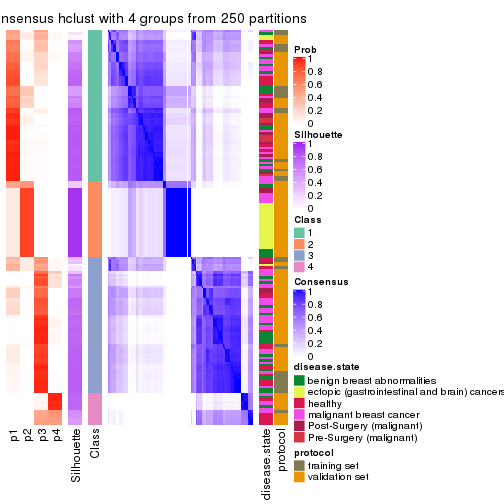 nsensus hclust with 4 groups from 250 partitions
Prob
1
0.8
0.6
0.4
0.2
0
Silhouette
1
0.8
0.6
0.4
0.2
0
Class
1
2
3
4
Consensus
1
0.8
0.6
0.4
0.2
0
disease.state
benign breast abnormalities
ectopic (gastrointestinal and brain) cancers
healthy
malignant breast cancer
Post-Surgery (malignant)
Pre-Surgery (malignant)
protocol
training set
validation set
p1
p2
p3
p4
Silhouette
Class
disease.state
protocol